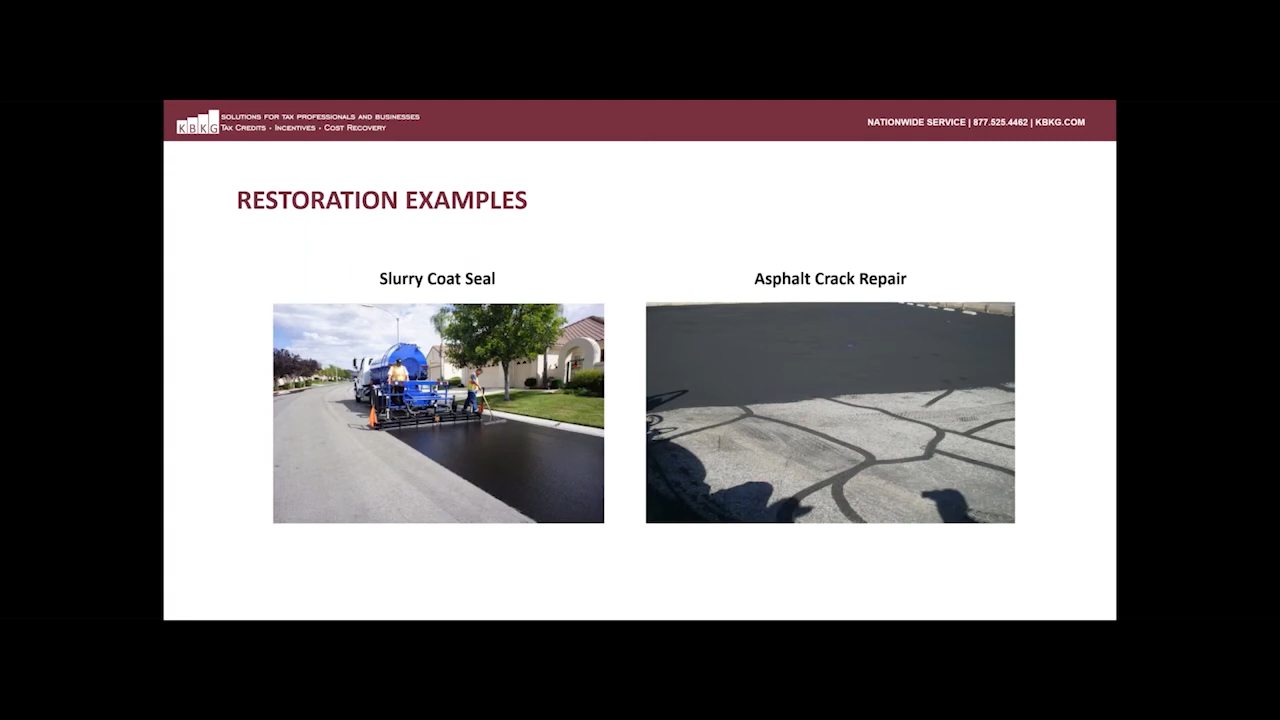 KBKG
SOLUTIONS FOR TAX PROFESSIONALS AND BUSINESSES
TAX CREDITS • INCENTIVES • COST RECOVERY
NATIONWIDE SERVICE | 877.525.4462 | KBKG.COM
RESTORATION EXAMPLES
Slurry Coat Seal
Asphalt Crack Repair